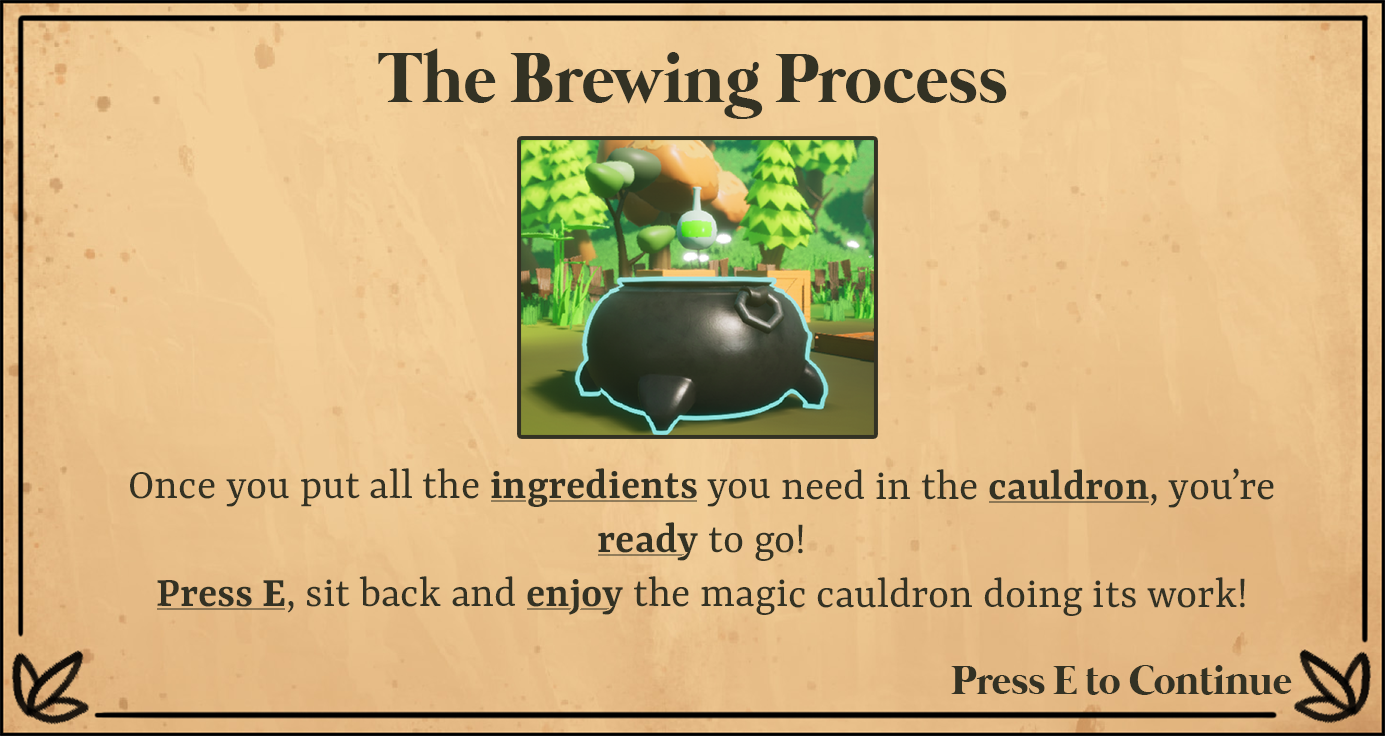 The Brewing Process
Once you put all the ingredients you need in the cauldron, you’re
ready to go!
Press E, sit back and enjoy the magic cauldron doing its work!
Press E to Continue